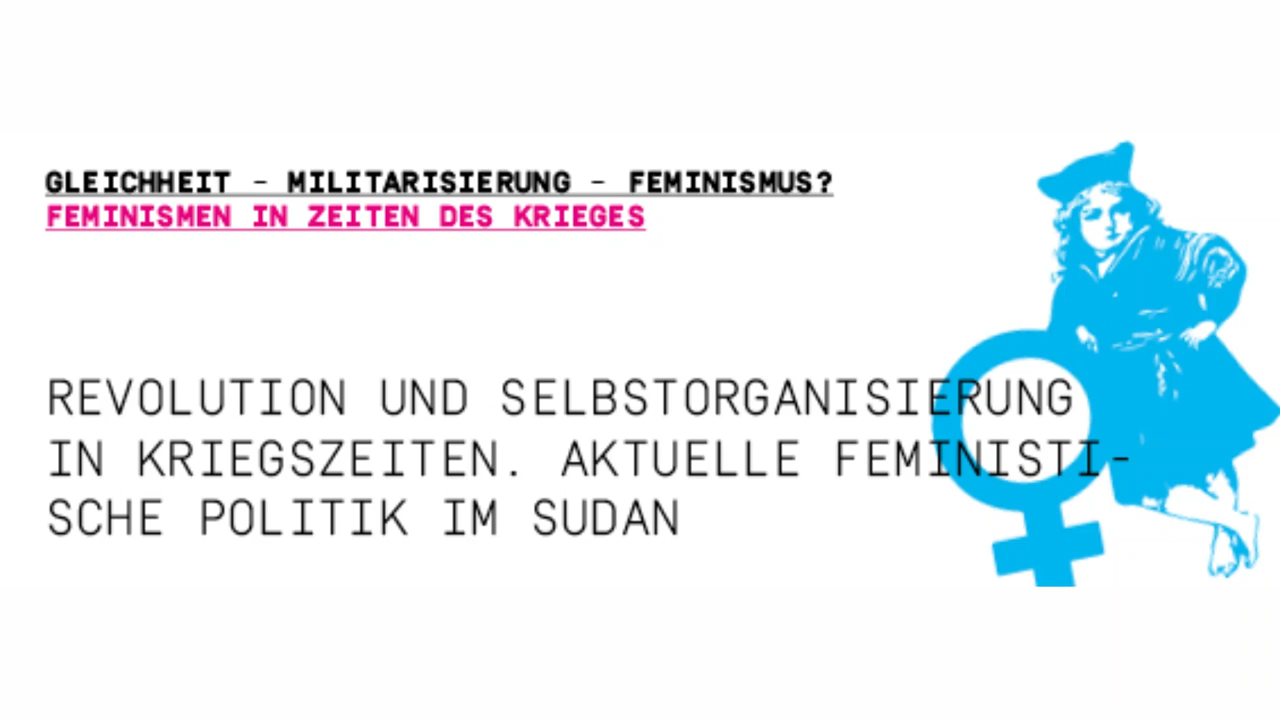 GLEICHHEIT – MILITARISIERUNG – FEMINISMUS?
FEMINISMEN IN ZEITEN DES KRIEGES
REVOLUTION UND SELBSTORGANISIERUNG
IN KRIEGSZEITEN. AKTUELLE FEMINISTI-
SCHE POLITIK IM SUDAN